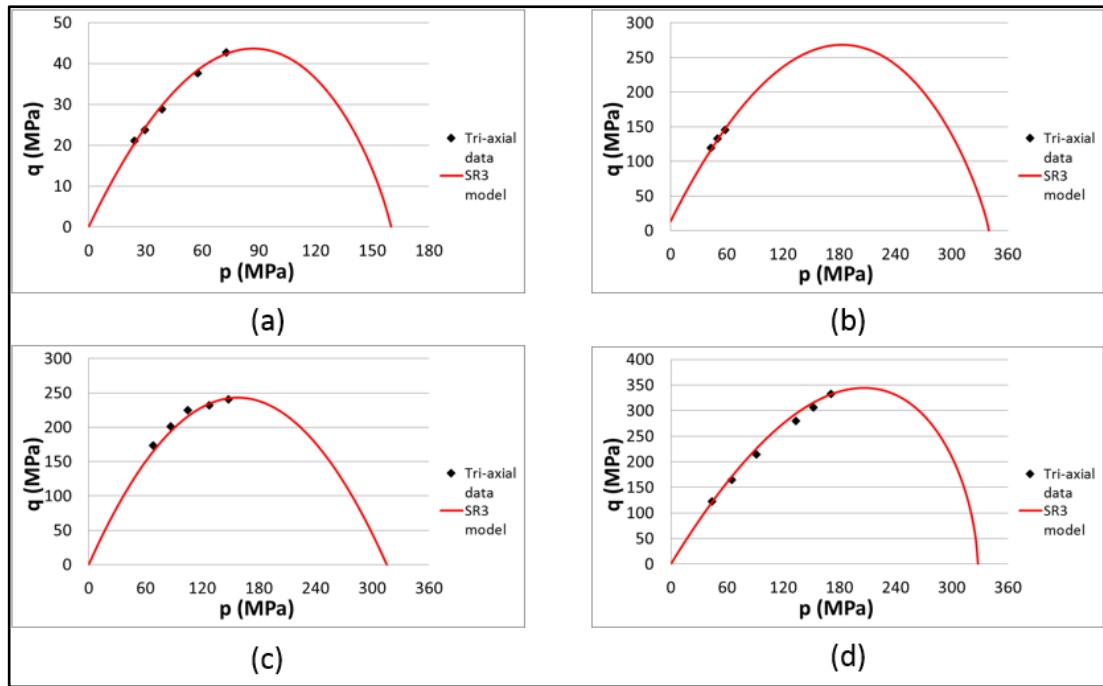 50
40
30
20
10
0
q (MPa)
0 30 60 90 120 150 180
p (MPa)
Tri-axial
data
SR3
model
(a)
300
250
200
150
100
50
0
q (MPa)
0 60 120 180 240 300 360
p (MPa)
Tri-axial
data
SR3
model
(b)
300
250
200
150
100
50
0
q (MPa)
0 60 120 180 240 300 360
p (MPa)
Tri-axial
data
SR3
model
(c)
400
350
300
250
200
150
100
50
0
q (MPa)
0 60 120 180 240 300 360
p (MPa)
Tri-axial
data
SR3
model
(d)